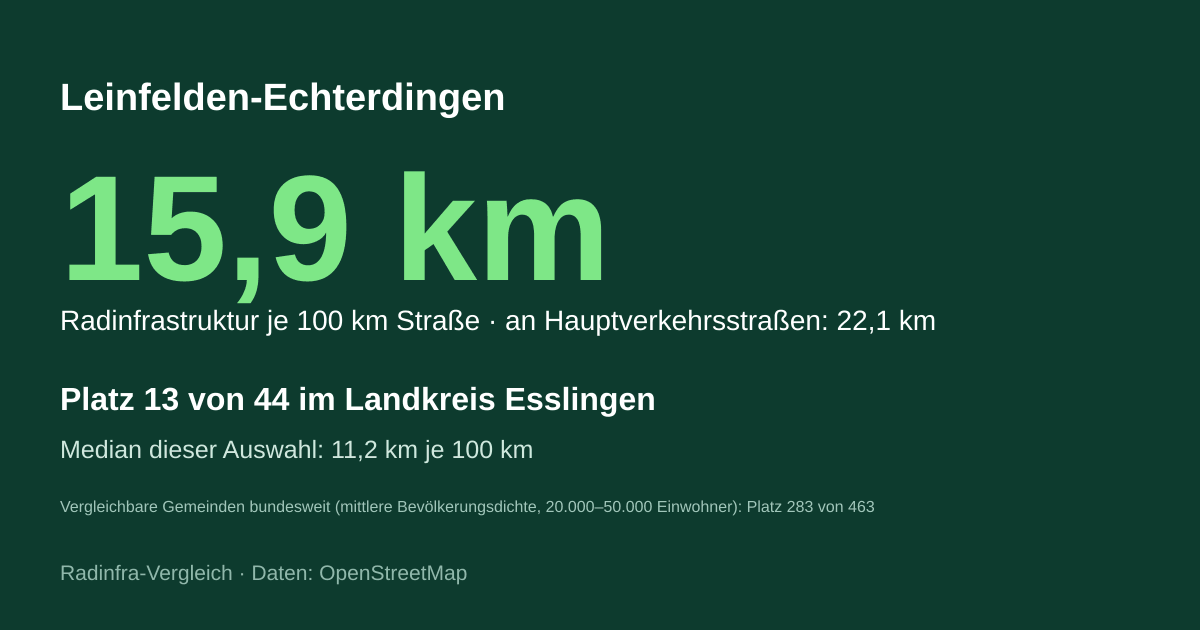 Leinfelden-Echterdingen
15,9 km
Radinfrastruktur je 100 km Straße · an Hauptverkehrsstraßen: 22,1 km
Platz 13 von 44 im Landkreis Esslingen
Median dieser Auswahl: 11,2 km je 100 km
Vergleichbare Gemeinden bundesweit (mittlere Bevölkerungsdichte, 20.000–50.000 Einwohner): Platz 283 von 463
Radinfra-Vergleich · Daten: OpenStreetMap